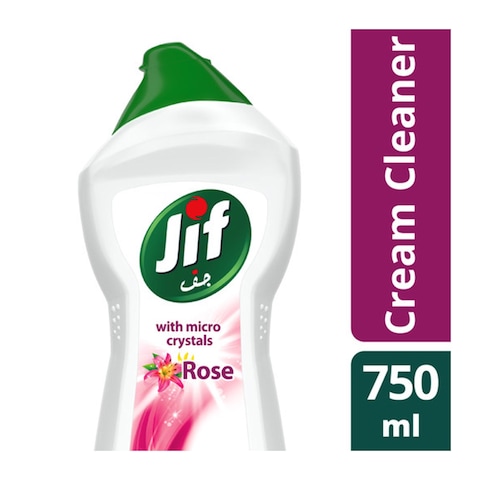 Jif
جف
with micro
crystals
Rose
Cream Cleaner
750
ml